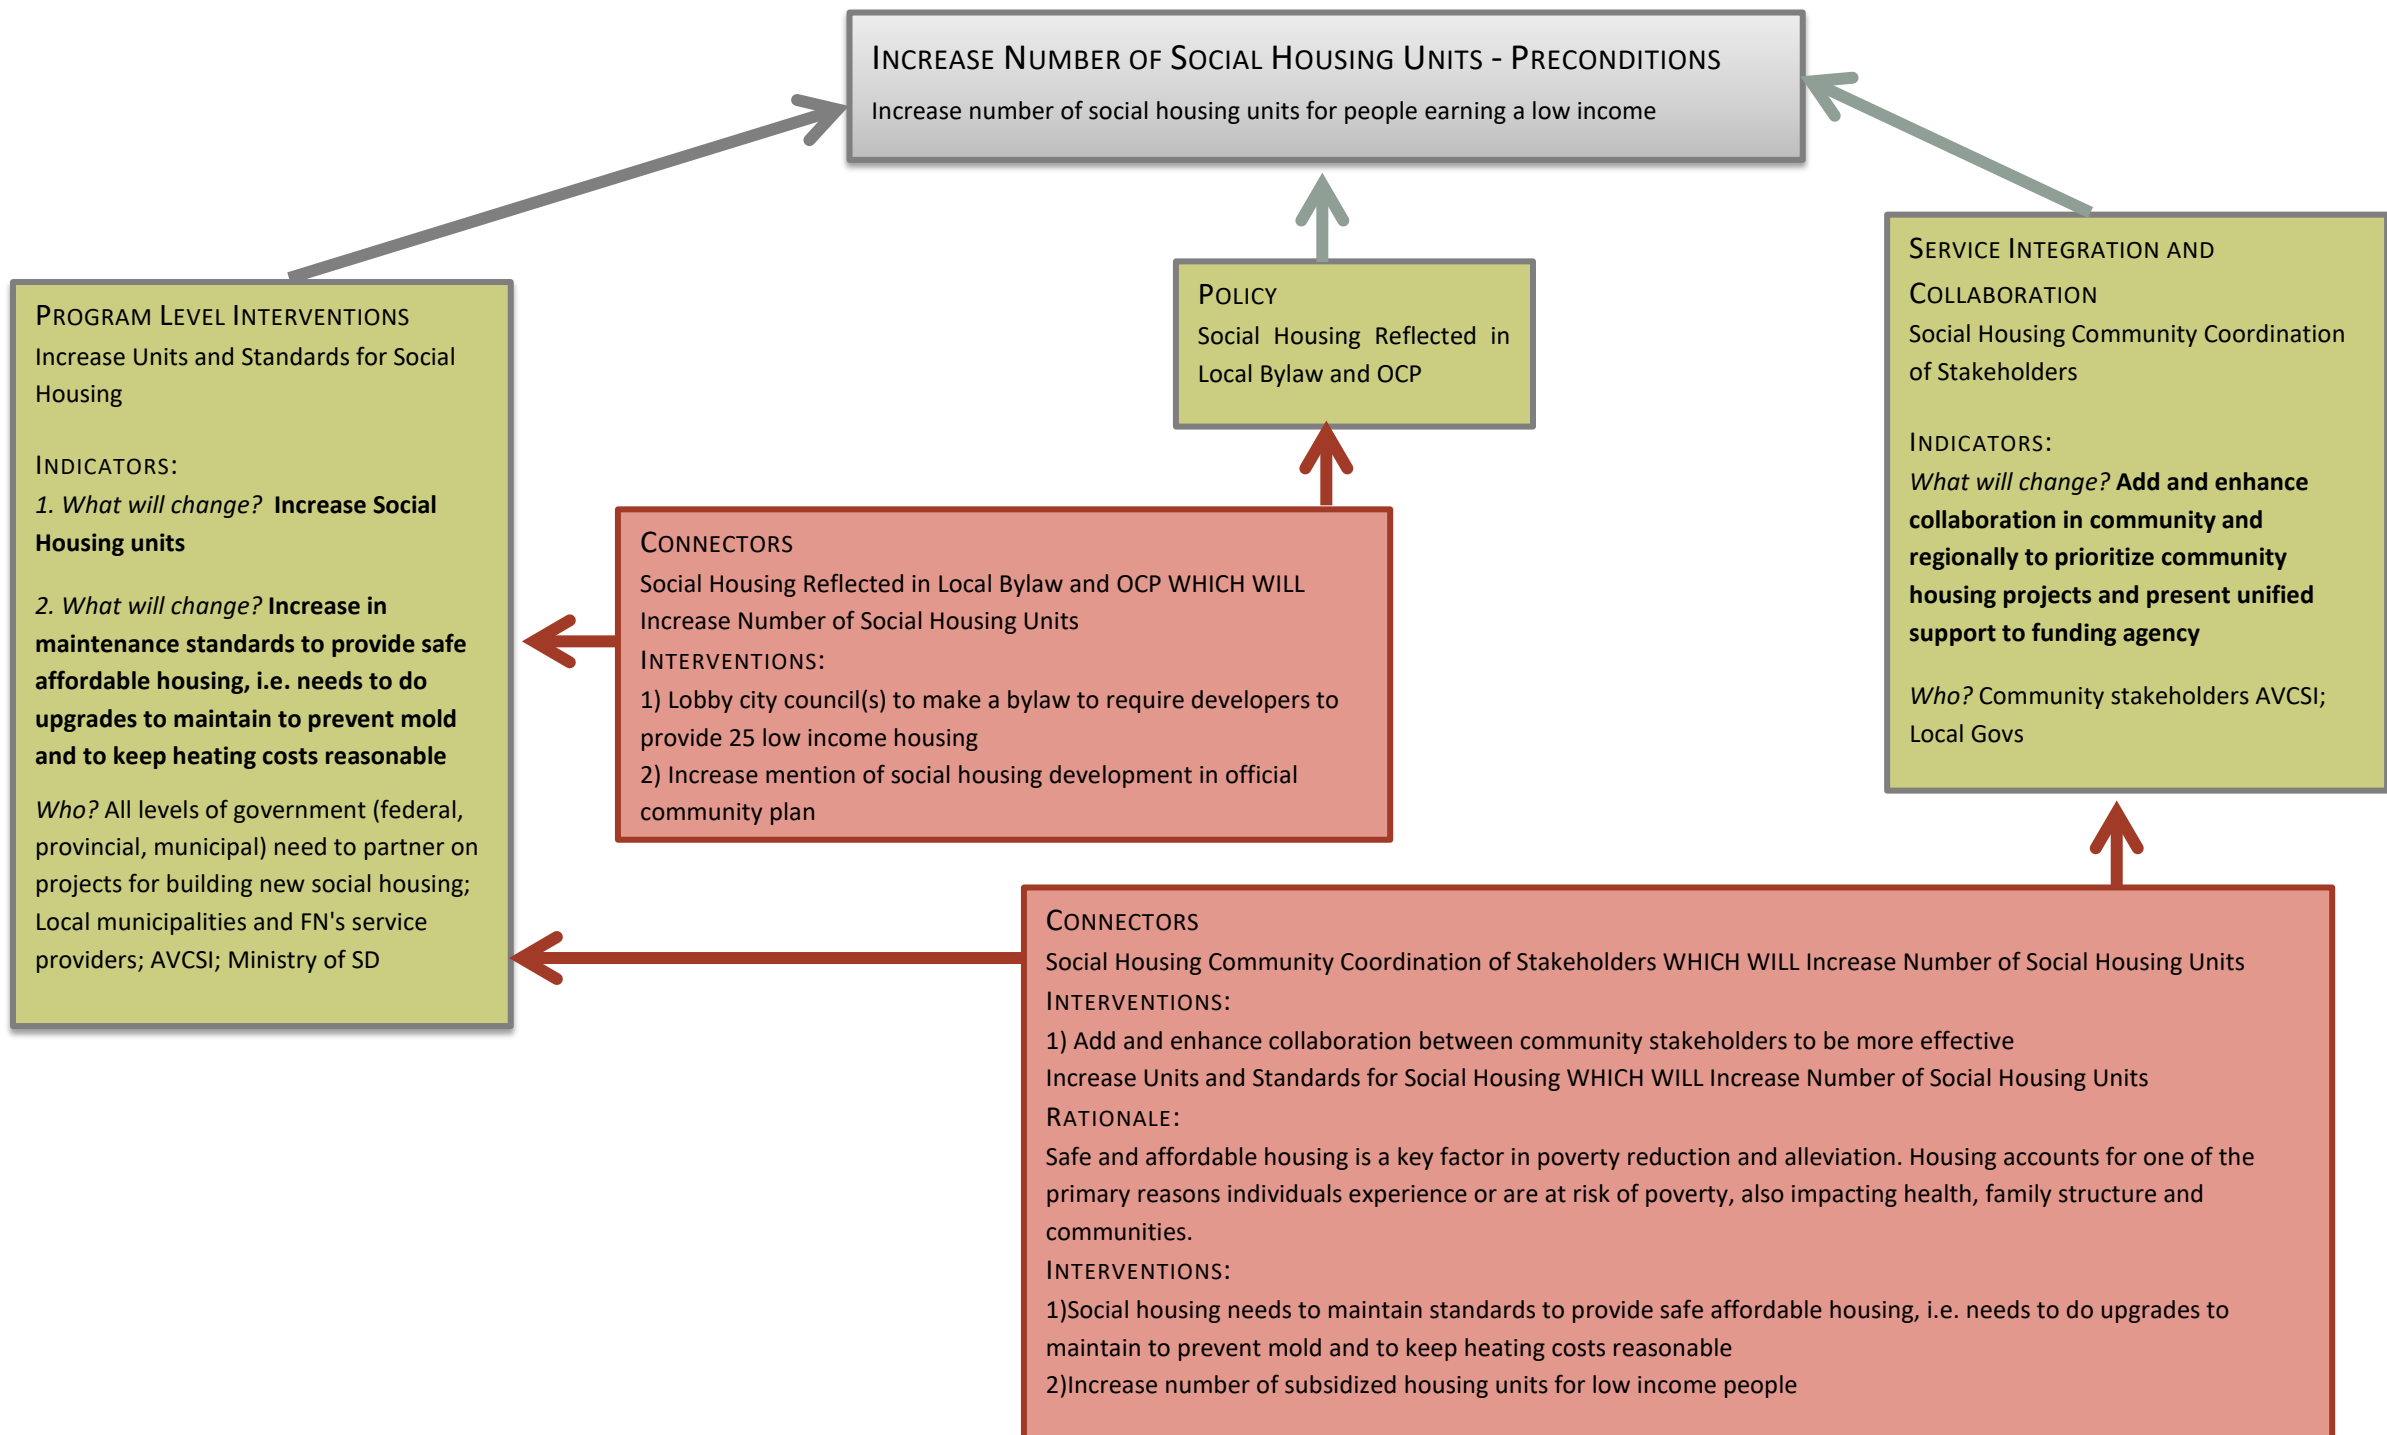 INCREASE NUMBER OF SOCIAL HOUSING UNITS - PRECONDITIONS
Increase number of social housing units for people earning a low income
PROGRAM LEVEL INTERVENTIONS
Increase Units and Standards for Social
Housing
INDICATORS:
1. What will change? Increase Social
Housing units
2. What will change? Increase in
maintenance standards to provide safe
affordable housing, i.e. needs to do
upgrades to maintain to prevent mold
and to keep heating costs reasonable
Who? All levels of government (federal,
provincial, municipal) need to partner on
projects for building new social housing;
Local municipalities and FN's service
providers; AVCSI; Ministry of SD
POLICY
Social Housing Reflected in
Local Bylaw and OCP
SERVICE INTEGRATION AND
COLLABORATION
Social Housing Community Coordination
of Stakeholders
INDICATORS:
What will change? Add and enhance
collaboration in community and
regionally to prioritize community
housing projects and present unified
support to funding agency
Who? Community stakeholders AVCSI;
Local Govs
CONNECTORS
Social Housing Reflected in Local Bylaw and OCP WHICH WILL
Increase Number of Social Housing Units
INTERVENTIONS:
1) Lobby city council(s) to make a bylaw to require developers to
provide 25 low income housing
2) Increase mention of social housing development in official
community plan
CONNECTORS
Social Housing Community Coordination of Stakeholders WHICH WILL Increase Number of Social Housing Units
INTERVENTIONS:
1) Add and enhance collaboration between community stakeholders to be more effective
Increase Units and Standards for Social Housing WHICH WILL Increase Number of Social Housing Units
RATIONALE:
Safe and affordable housing is a key factor in poverty reduction and alleviation. Housing accounts for one of the
primary reasons individuals experience or are at risk of poverty, also impacting health, family structure and
communities.
INTERVENTIONS:
1)Social housing needs to maintain standards to provide safe affordable housing, i.e. needs to do upgrades to
maintain to prevent mold and to keep heating costs reasonable
2)Increase number of subsidized housing units for low income people